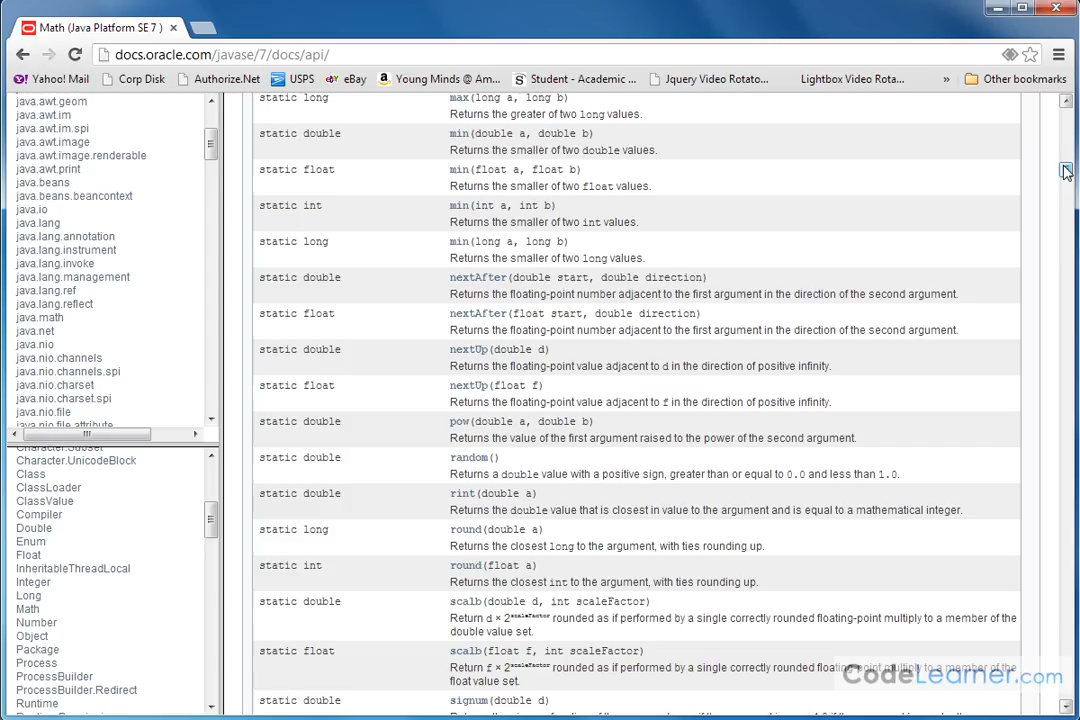 Math (Java Platform SE 7 )
docs.oracle.com/javase/7/docs/api/
Yahoo! Mail Corp Disk Authorize.Net USPS eBay Young Minds @ Am... Student - Academic ... Jquery Video Rotato... Lightbox Video Rota... » Other bookmarks
java.awt.geom
java.awt.im
java.awt.im.spi
java.awt.image
java.awt.image.renderable
java.awt.print
java.beans
java.beans.beancontext
java.io
java.lang
java.lang.annotation
java.lang.instrument
java.lang.invoke
java.lang.management
java.lang.ref
java.lang.reflect
java.math
java.net
java.nio
java.nio.channels
java.nio.channels.spi
java.nio.charset
java.nio.charset.spi
java.nio.file
java.nio.file.attribute
Character.Subset
Character.UnicodeBlock
Class
ClassLoader
ClassValue
Compiler
Double
Enum
Float
InheritableThreadLocal
Integer
Long
Math
Number
Object
Package
Process
ProcessBuilder
ProcessBuilder.Redirect
Runtime
static long max(long a, long b)
Returns the greater of two long values.
static double min(double a, double b)
Returns the smaller of two double values.
static float min(float a, float b)
Returns the smaller of two float values.
static int min(int a, int b)
Returns the smaller of two int values.
static long min(long a, long b)
Returns the smaller of two long values.
static double nextAfter(double start, double direction)
Returns the floating-point number adjacent to the first argument in the direction of the second argument.
static float nextAfter(float start, double direction)
Returns the floating-point number adjacent to the first argument in the direction of the second argument.
static double nextUp(double d)
Returns the floating-point value adjacent to d in the direction of positive infinity.
static float nextUp(float f)
Returns the floating-point value adjacent to f in the direction of positive infinity.
static double pow(double a, double b)
Returns the value of the first argument raised to the power of the second argument.
static double random()
Returns a double value with a positive sign, greater than or equal to 0.0 and less than 1.0.
static double rint(double a)
Returns the double value that is closest in value to the argument and is equal to a mathematical integer.
static long round(double a)
Returns the closest long to the argument, with ties rounding up.
static int round(float a)
Returns the closest int to the argument, with ties rounding up.
static double scalb(double d, int scaleFactor)
Return d × 2scaleFactor rounded as if performed by a single correctly rounded floating-point multiply to a member of the
double value set.
static float scalb(float f, int scaleFactor)
Return f × 2scaleFactor rounded as if performed by a single correctly rounded floating-point multiply to a member of the
float value set.
static double signum(double d)
CodeLearner.com